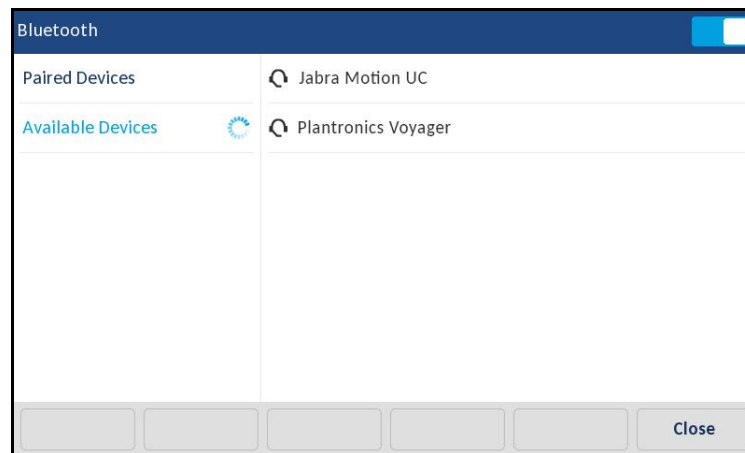 Bluetooth
Paired Devices
Available Devices
Jabra Motion UC
Plantronics Voyager
Close